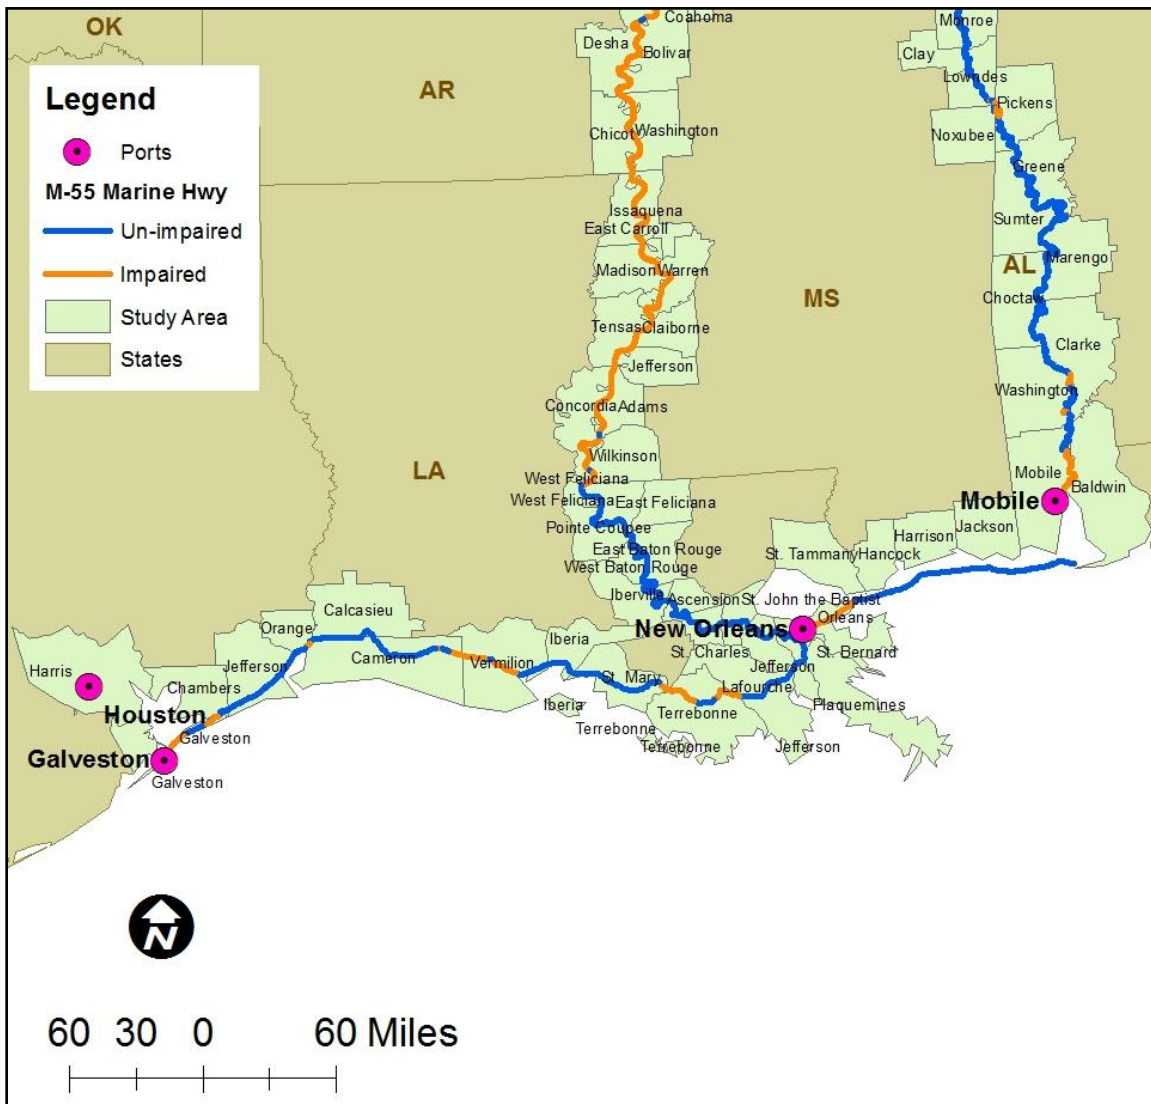 OK
Coahoma
Monroe
Desha
Bolivar
Clay
Legend
Lowndes
AR
Ports
Pickens
Chicot
Washington
Noxubee
M-55 Marine Hwy
Greene
Un-impaired
Issaquena
Sumter
East Carroll
Impaired
Madison
Warren
AL
Marengo
MS
Choctaw
Study Area
Tensas
Claiborne
Clarke
States
Jefferson
Washington
Concordia
Adams
Wilkinson
LA
West Feliciana
Mobile
Baldwin
West Feliciana
East Feliciana
Mobile
Pointe Coupee
Jackson
Harrison
East Baton Rouge
St. Tammany
Hancock
West Baton Rouge
Iberville
Ascension
St. John the Baptist
Calcasieu
Orleans
Orange
New Orleans
Iberia
St. Charles
St. Bernard
Cameron
Vermilion
Jefferson
Jefferson
Harris
St. Mary
Lafourche
Chambers
Iberia
Plaquemines
Houston
Terrebonne
Terrebonne
Galveston
Terrebonne
Jefferson
Galveston
Galveston
N
60 30 0 60 Miles